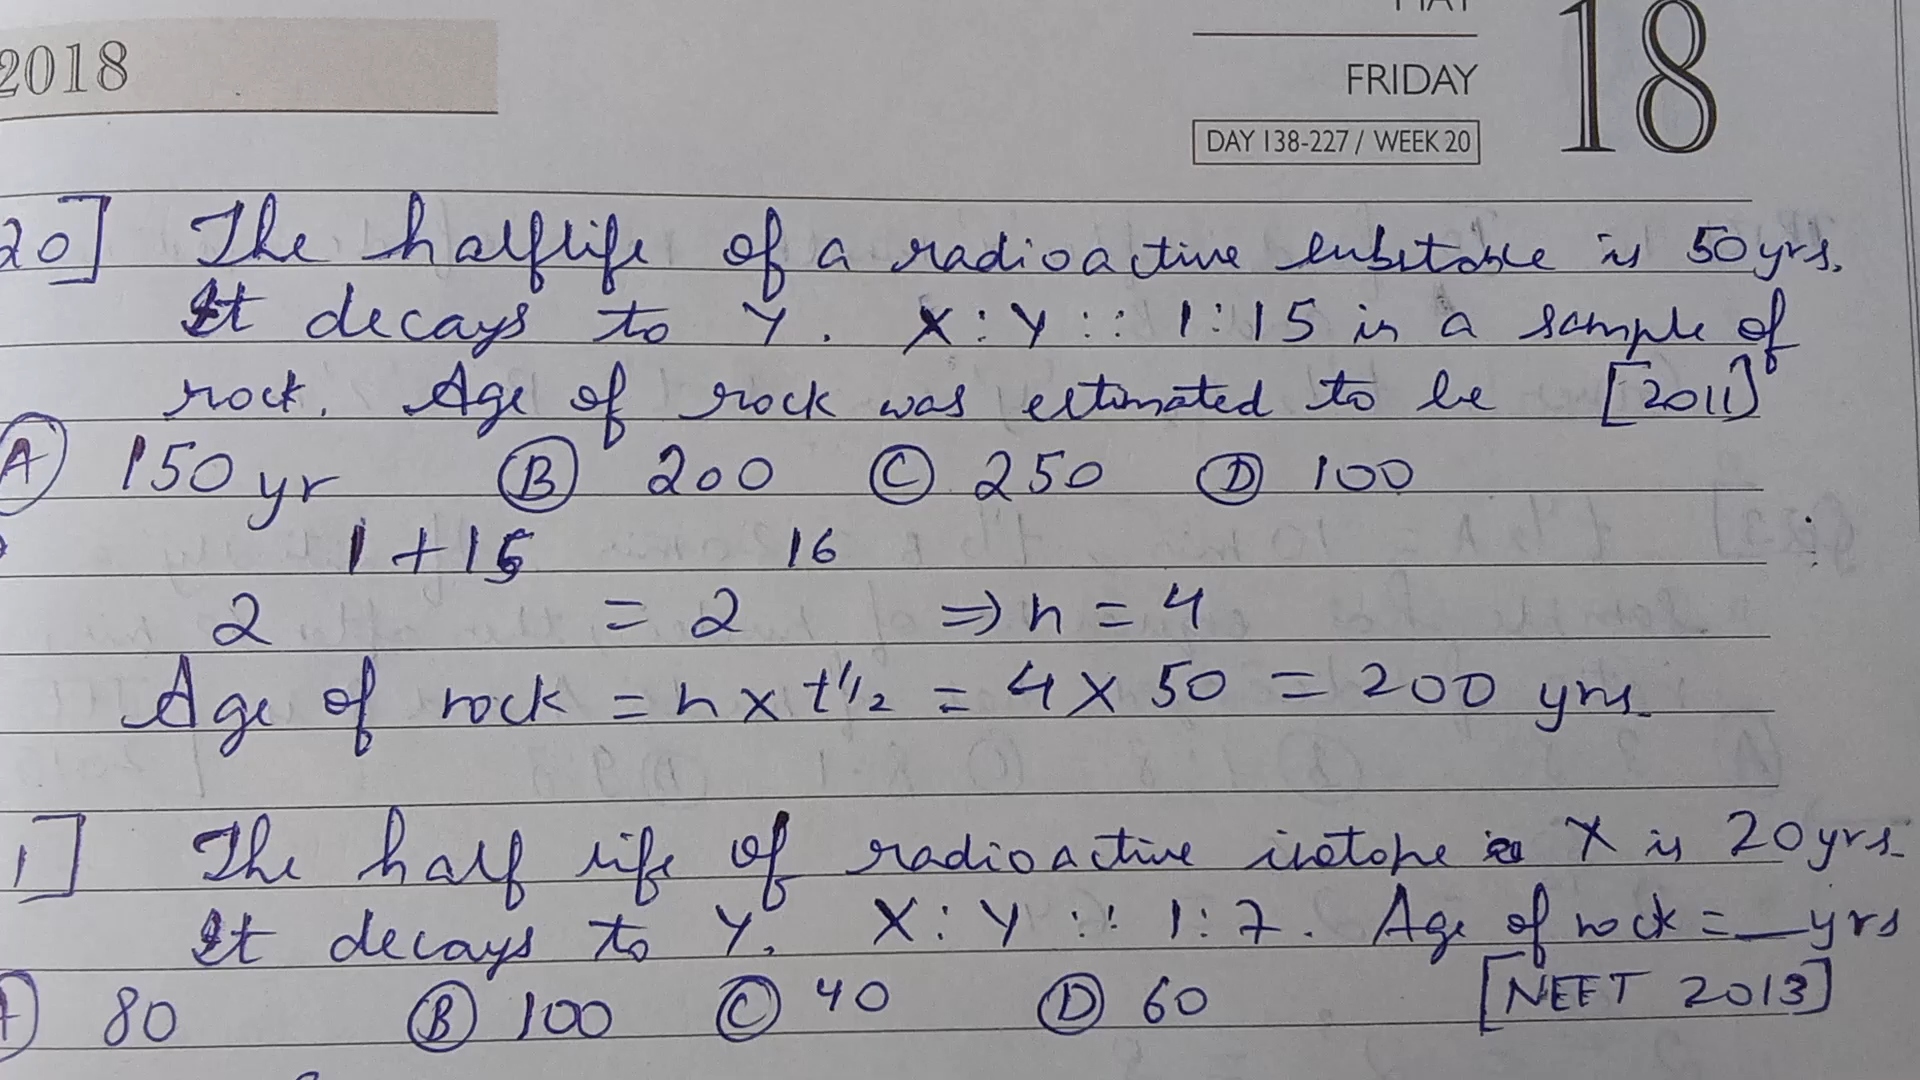 2018
MAY
FRIDAY
18
DAY 138-227 / WEEK 20
20] The halflife of a radioactive substance is 50yrs.
It decays to Y. X:Y :: 1:15 in a sample of
rock. Age of rock was estimated to be [2011]
A 150 yr B 200 C 250 D 100
1+15 16
2 = 2 ⇒ n = 4
Age of rock = n x t1/2 = 4 x 50 = 200 yrs.
1] The half life of radioactive isotope X is 20yrs.
It decays to Y. X:Y :: 1:7. Age of rock = __ yrs
80 B 100 C 40 D 60 [NEET 2013]